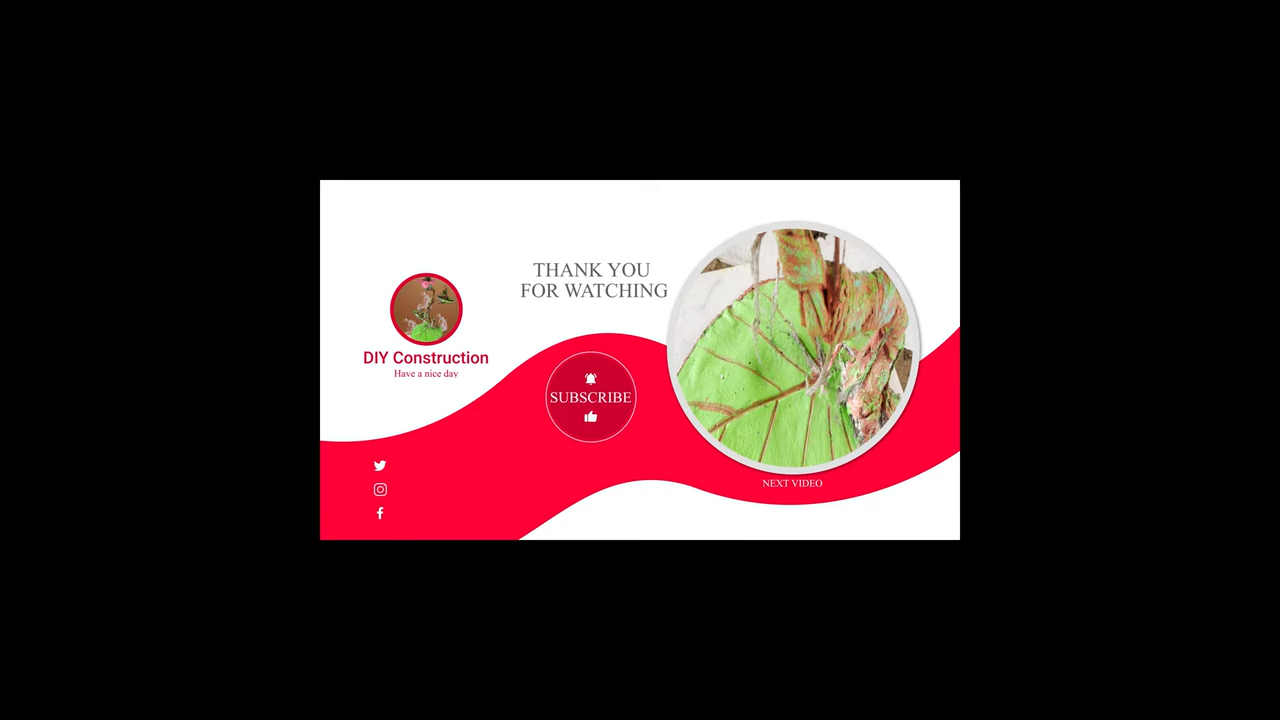 THANK YOU
FOR WATCHING
DIY Construction
Have a nice day
SUBSCRIBE
NEXT VIDEO